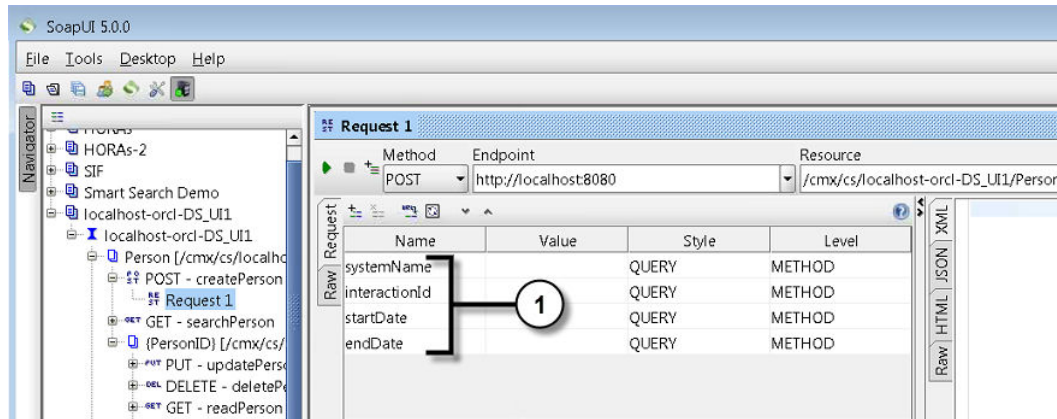 SoapUI 5.0.0
File Tools Desktop Help
Navigator
HORAs-2
SIF
Smart Search Demo
localhost-orcl-DS_UI1
localhost-orcl-DS_UI1
Person [/cmx/cs/localho
POST - createPerson
Request 1
GET - searchPerson
{PersonID} [/cmx/cs/
PUT - updatePerso
DELETE - deletePe
GET - readPerson
Request 1
Method Endpoint Resource
POST http://localhost:8080 /cmx/cs/localhost-orcl-DS_UI1/Person
Request
Raw
Name Value Style Level
systemName QUERY METHOD
interactionId QUERY METHOD
startDate QUERY METHOD
endDate QUERY METHOD
1
XML
JSON
HTML
Raw